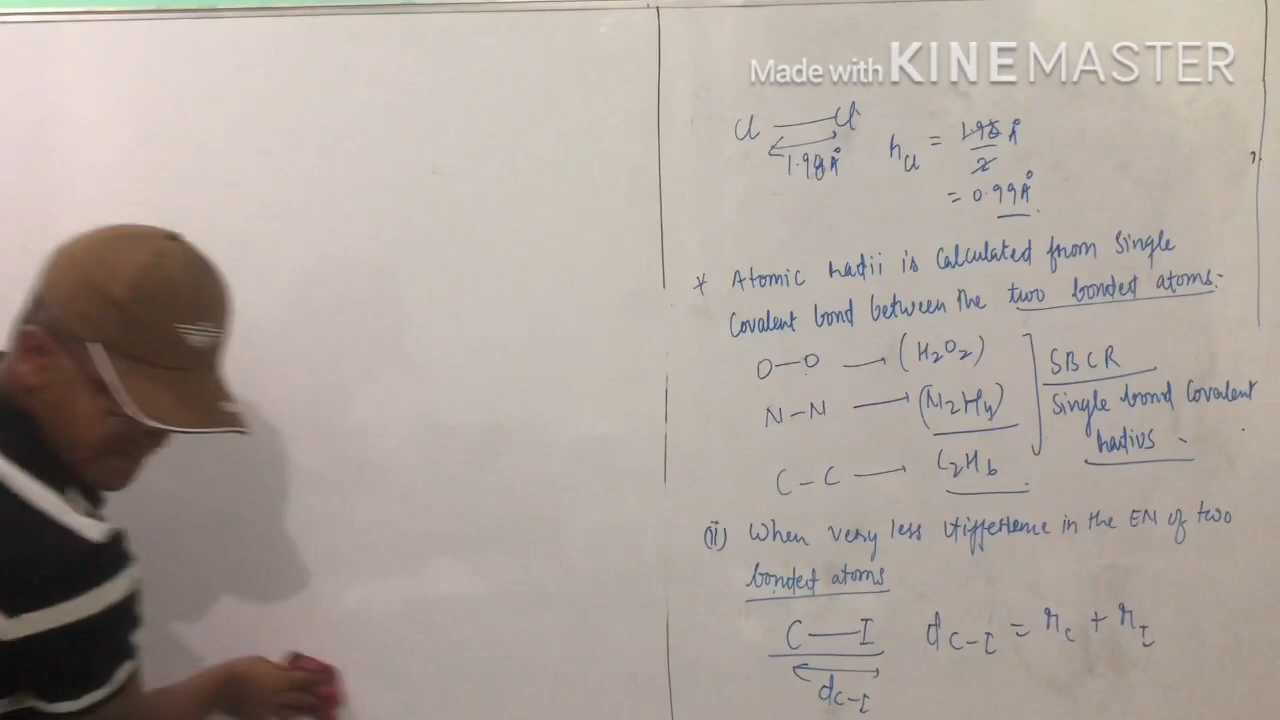 Made with KINEMASTER
Cl — Cl
1.98Å
r_Cl = 1.98 Å / 2
= 0.99Å
* Atomic radii is calculated from single
covalent bond between the two bonded atoms.
O-O → (H2O2)
N-N → (N2H4)
C-C → C2H6
SBCR
Single bond Covalent
radius
(ii) When very less difference in the EN of two
bonded atoms
C — I d_C-I = r_C + r_I
d_C-I